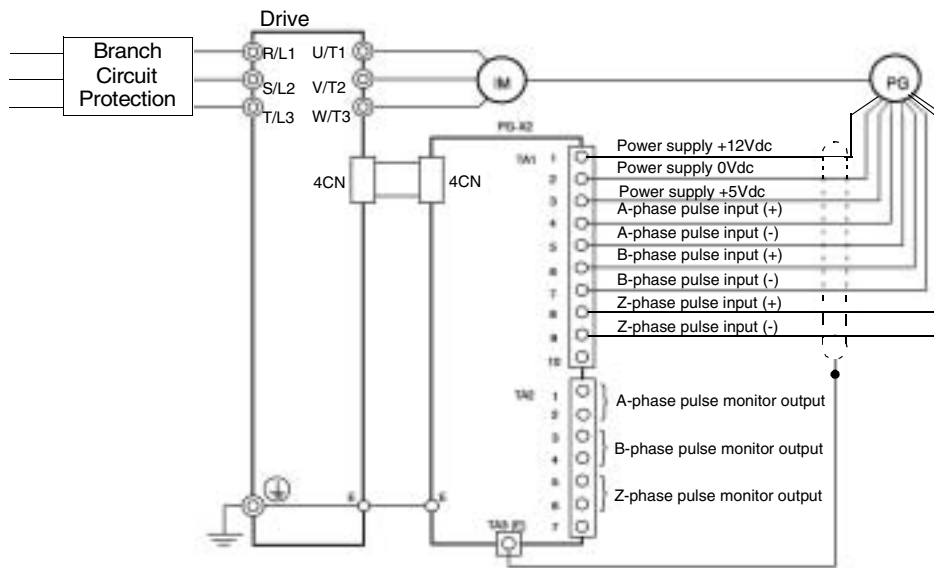 Drive
Branch
Circuit
Protection
R/L1 U/T1
S/L2 V/T2
T/L3 W/T3
IM
PG
PG-X2
4CN 4CN
TA1
1 Power supply +12Vdc
2 Power supply 0Vdc
3 Power supply +5Vdc
4 A-phase pulse input (+)
5 A-phase pulse input (-)
6 B-phase pulse input (+)
7 B-phase pulse input (-)
8 Z-phase pulse input (+)
9 Z-phase pulse input (-)
10
TA2
1
2
A-phase pulse monitor output
3
4
B-phase pulse monitor output
5
6
Z-phase pulse monitor output
7
E E
TA3 (E)